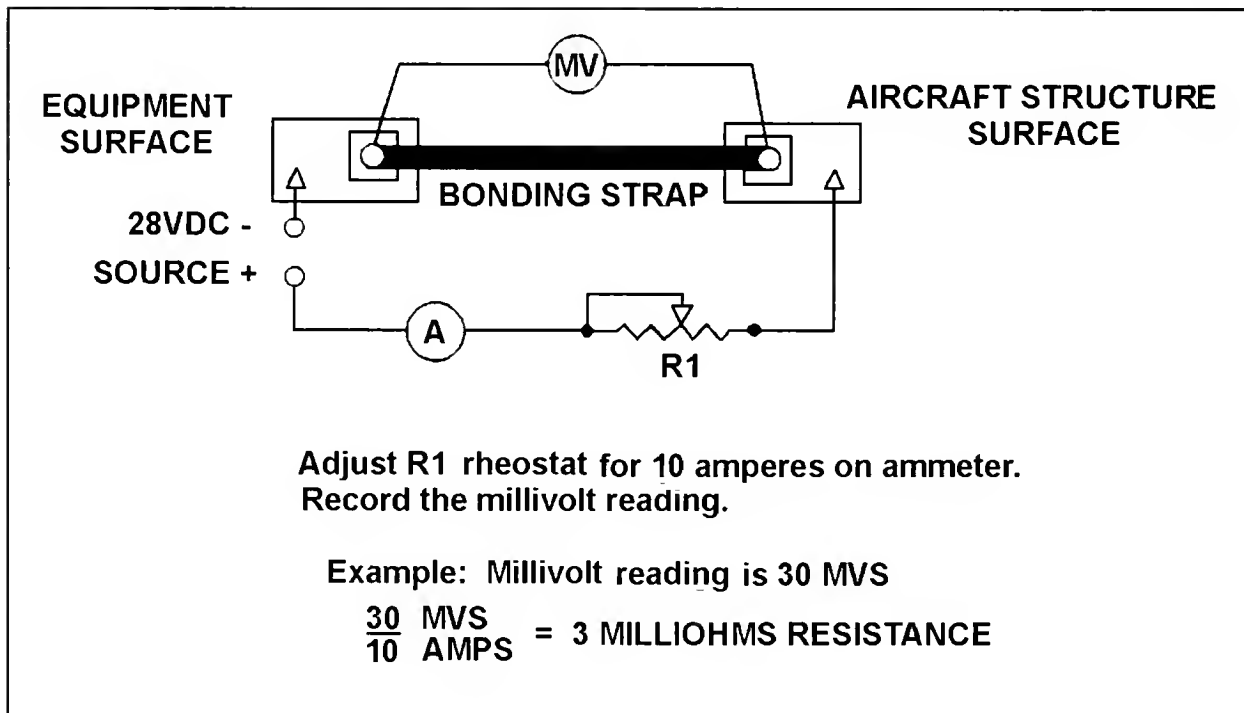 MV
EQUIPMENT
SURFACE
AIRCRAFT STRUCTURE
SURFACE
BONDING STRAP
28VDC -
SOURCE +
A
R1
Adjust R1 rheostat for 10 amperes on ammeter.
Record the millivolt reading.
Example: Millivolt reading is 30 MVS
30 MVS
10 AMPS = 3 MILLIOHMS RESISTANCE